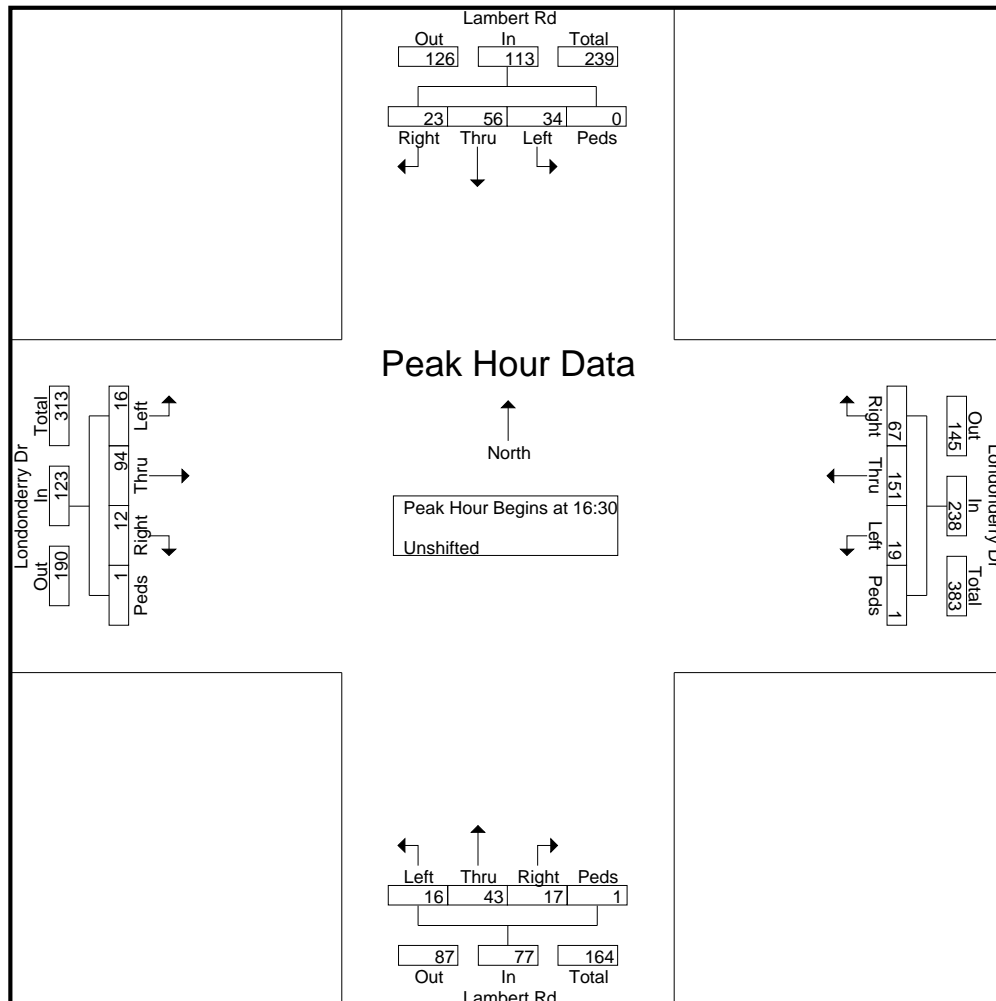 Lambert Rd
Out In Total
126 113 239
23 56 34 0
Right Thru Left Peds
Peak Hour Data
North
Peak Hour Begins at 16:30
Unshifted
Londonderry Dr
Total In Out
313 123 190
16 94 12 1
Left Thru Right Peds
Right Thru Left Peds
67 151 19 1
145 238 383
Out In Total
Londonderry Dr
Left Thru Right Peds
16 43 17 1
87 77 164
Out In Total
Lambert Rd